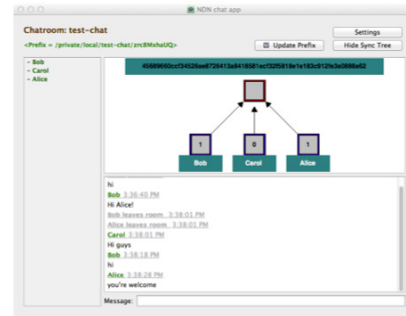 NDN chat app
Chatroom: test-chat
Settings
<Prefix = /private/local/test-chat/zrc8MxhaUQ>
Update Prefix
Hide Sync Tree
- Bob
- Carol
- Alice
1
0
1
Bob
Carol
Alice
hi
Bob 3:36:40 PM
Hi Alice!
Bob leaves room 3:38:01 PM
Alice leaves room 3:38:01 PM
Carol 3:38:01 PM
Hi guys
Bob 3:38:18 PM
hi
Alice 3:38:28 PM
you're welcome
Message: